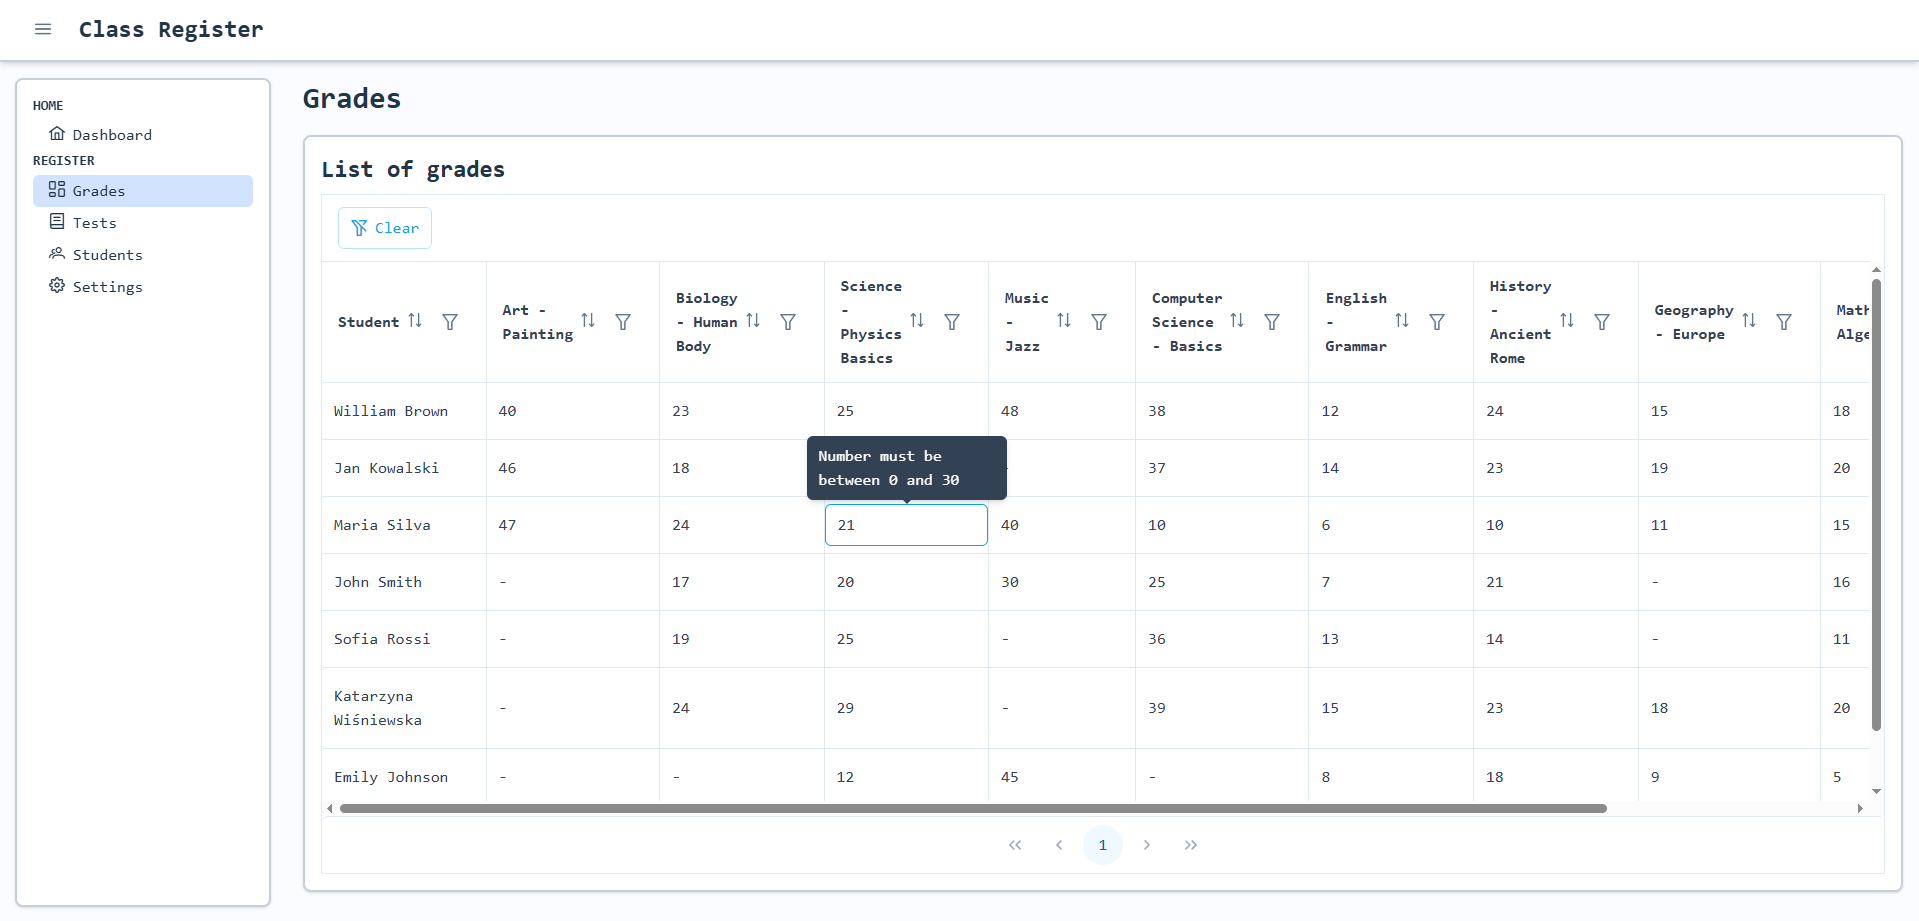 Class Register
HOME
Dashboard
REGISTER
Grades
Tests
Students
Settings
Grades
List of grades
Clear
Student
Art -
Painting
Biology
- Human
Body
Science
-
Physics
Basics
Music
-
Jazz
Computer
Science
- Basics
English
-
Grammar
History
-
Ancient
Rome
Geography
- Europe
Math
Alge
William Brown 40 23 25 48 38 12 24 15 18
Number must be
between 0 and 30
Jan Kowalski 46 18 37 14 23 19 20
Maria Silva 47 24 21 40 10 6 10 11 15
John Smith - 17 20 30 25 7 21 - 16
Sofia Rossi - 19 25 - 36 13 14 - 11
Katarzyna
Wiśniewska - 24 29 - 39 15 23 18 20
Emily Johnson - - 12 45 - 8 18 9 5
1